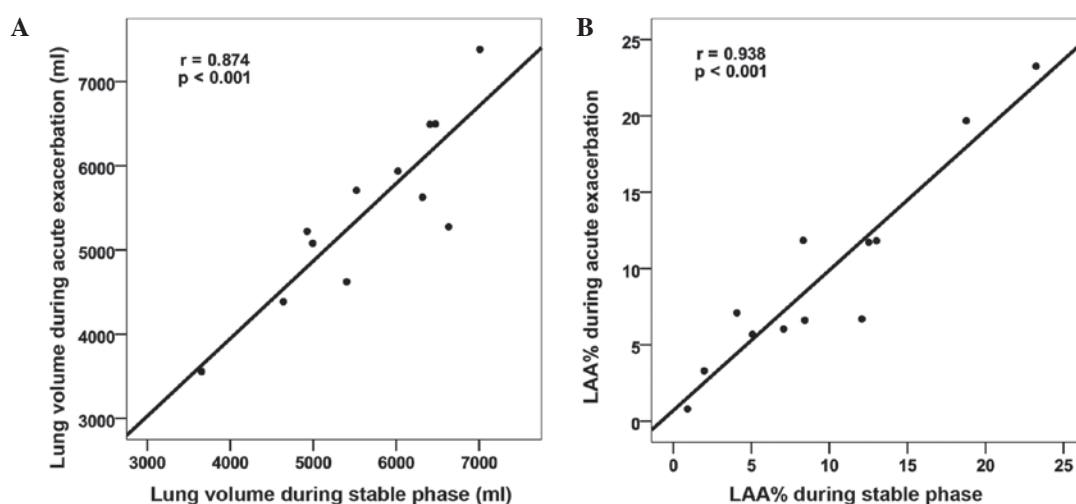 A
r = 0.874
p < 0.001
Lung volume during acute exacerbation (ml)
7000
6000
5000
4000
3000
3000 4000 5000 6000 7000
Lung volume during stable phase (ml)
B
r = 0.938
p < 0.001
LAA% during acute exacerbation
25
20
15
10
5
0
0 5 10 15 20 25
LAA% during stable phase